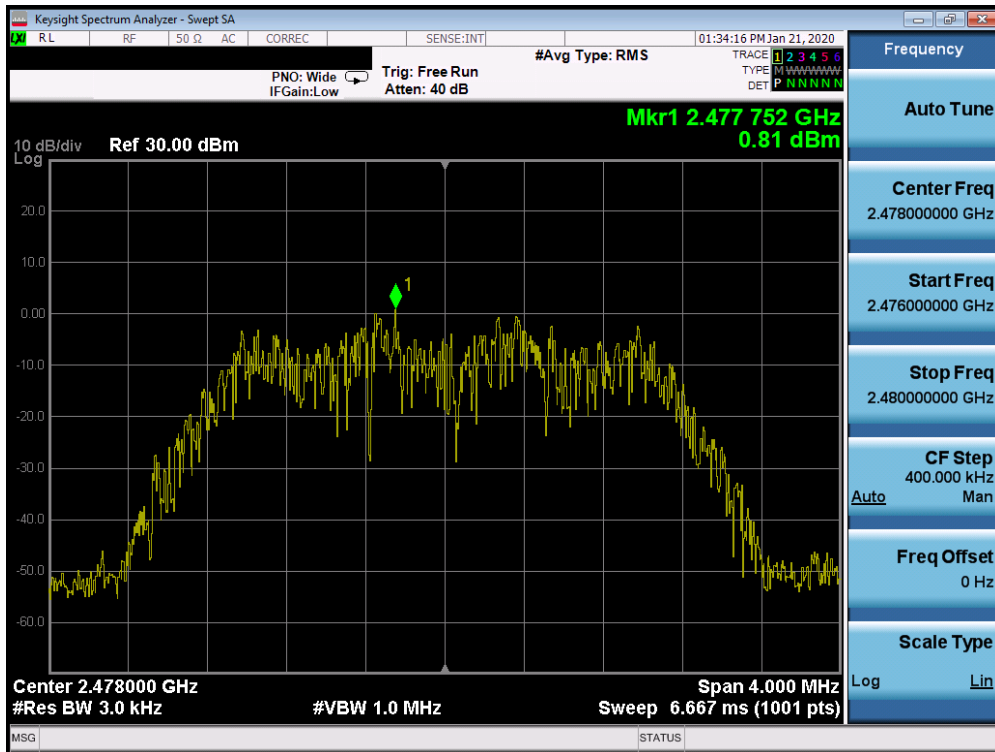 Keysight Spectrum Analyzer - Swept SA
LXI RL RF 50 Ω AC CORREC SENSE:INT 01:34:16 PM Jan 21, 2020
#Avg Type: RMS TRACE 1 2 3 4 5 6
PNO: Wide Trig: Free Run TYPE M WWWWW
IFGain:Low Atten: 40 dB DET P N N N N N
Mkr1 2.477 752 GHz
0.81 dBm
10 dB/div Ref 30.00 dBm
Log
1
20.0
10.0
0.00
-10.0
-20.0
-30.0
-40.0
-50.0
-60.0
Center 2.478000 GHz Span 4.000 MHz
#Res BW 3.0 kHz #VBW 1.0 MHz Sweep 6.667 ms (1001 pts)
MSG STATUS
Frequency
Auto Tune
Center Freq
2.478000000 GHz
Start Freq
2.476000000 GHz
Stop Freq
2.480000000 GHz
CF Step
400.000 kHz
Auto Man
Freq Offset
0 Hz
Scale Type
Log Lin